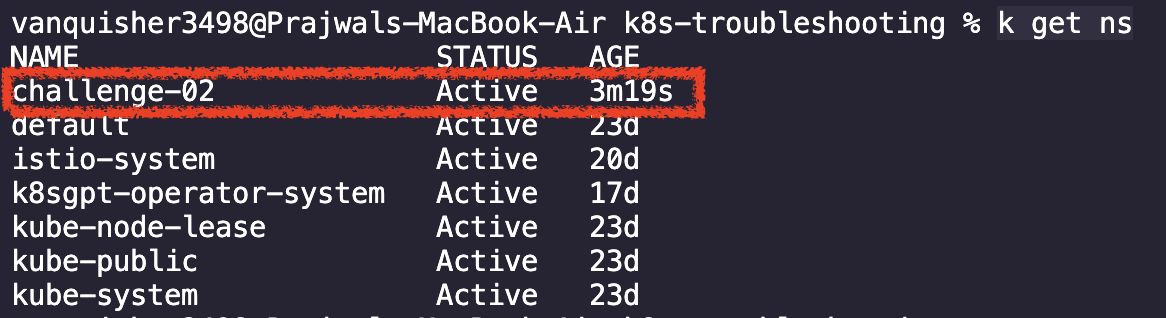 vanquisher3498@Prajwals-MacBook-Air k8s-troubleshooting % k get ns
NAME STATUS AGE
challenge-02 Active 3m19s
default Active 23d
istio-system Active 20d
k8sgpt-operator-system Active 17d
kube-node-lease Active 23d
kube-public Active 23d
kube-system Active 23d